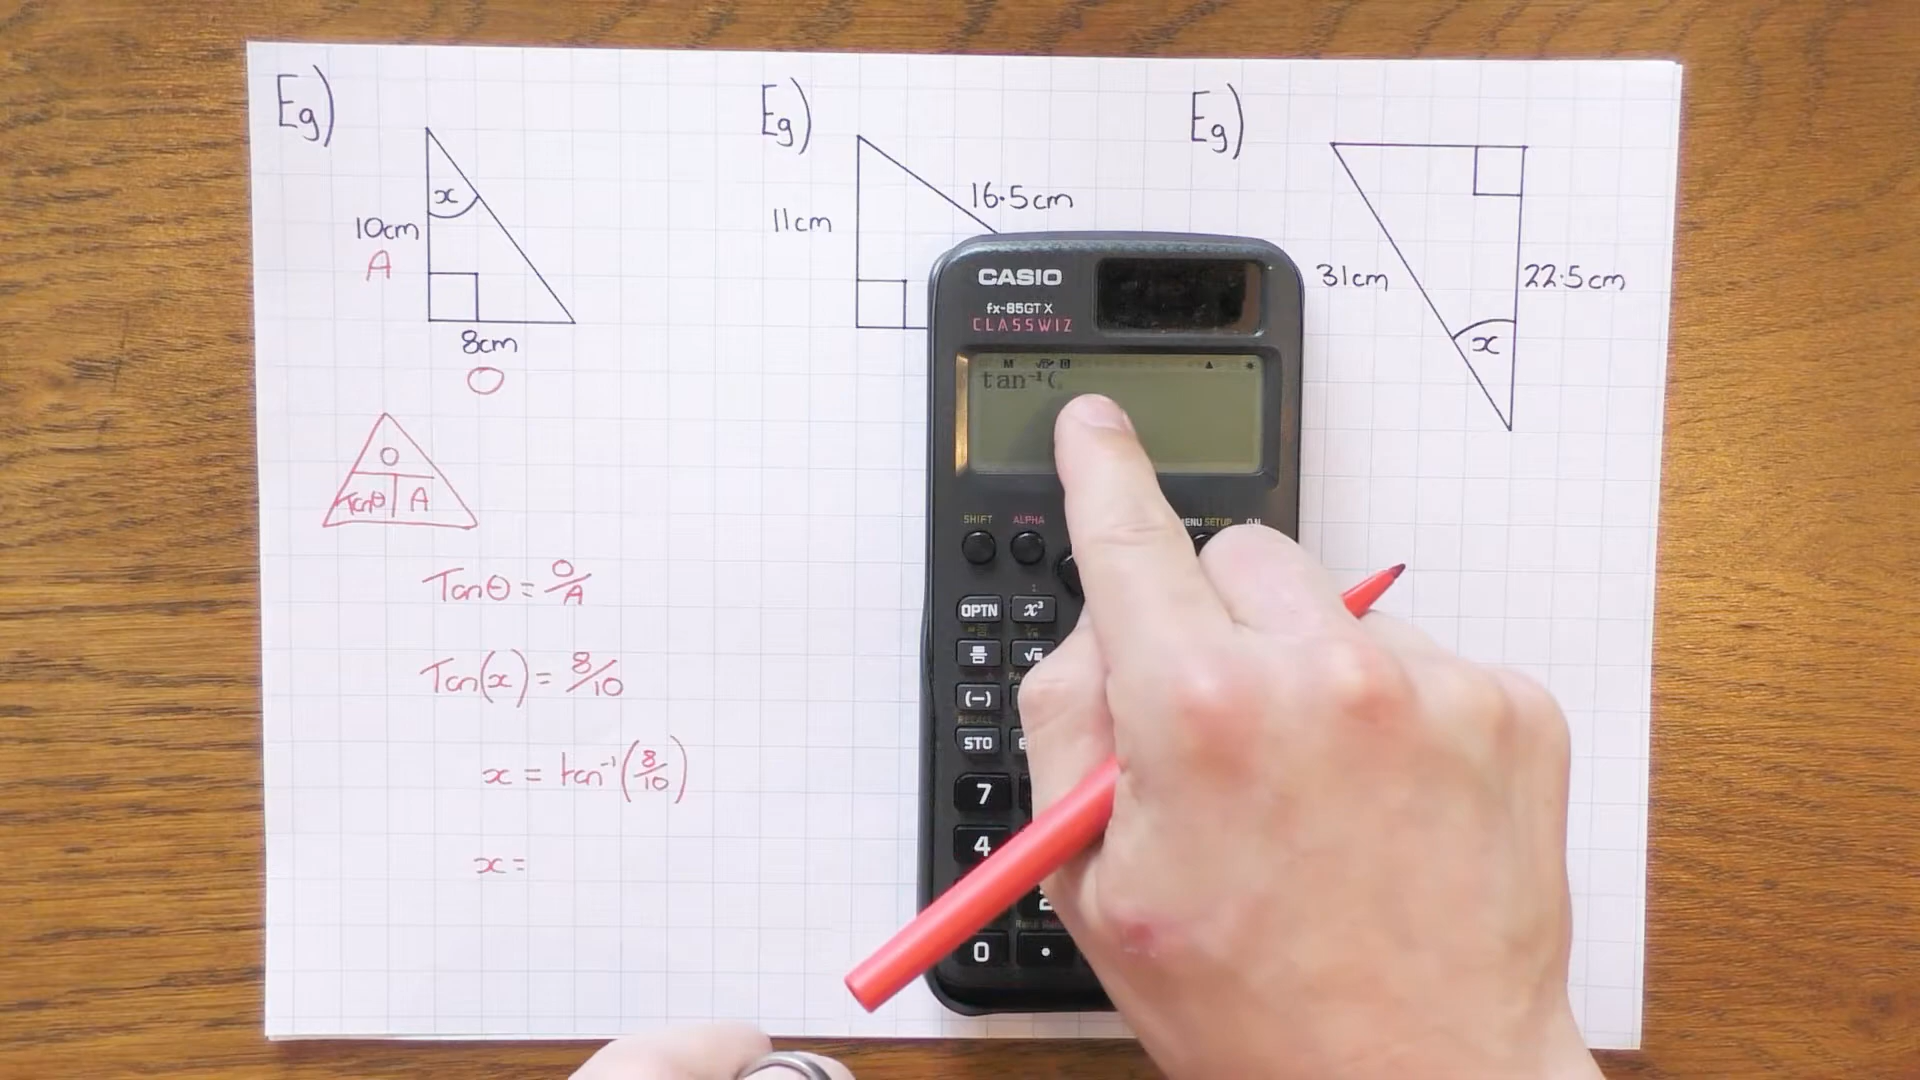 Eg)
x
10cm
A
8cm
O
O
Tanθ A
Tanθ = O/A
Tan(x) = 8/10
x = tan⁻¹(8/10)
x =
Eg)
11cm
16.5cm
Eg)
31cm
22.5cm
x
CASIO
fx-85GT X
CLASSWIZ
M √ D
tan⁻¹(
SHIFT ALPHA MENU SETUP ON
OPTN x³
√
(−)
RECALL
STO
7
4
2
0 •